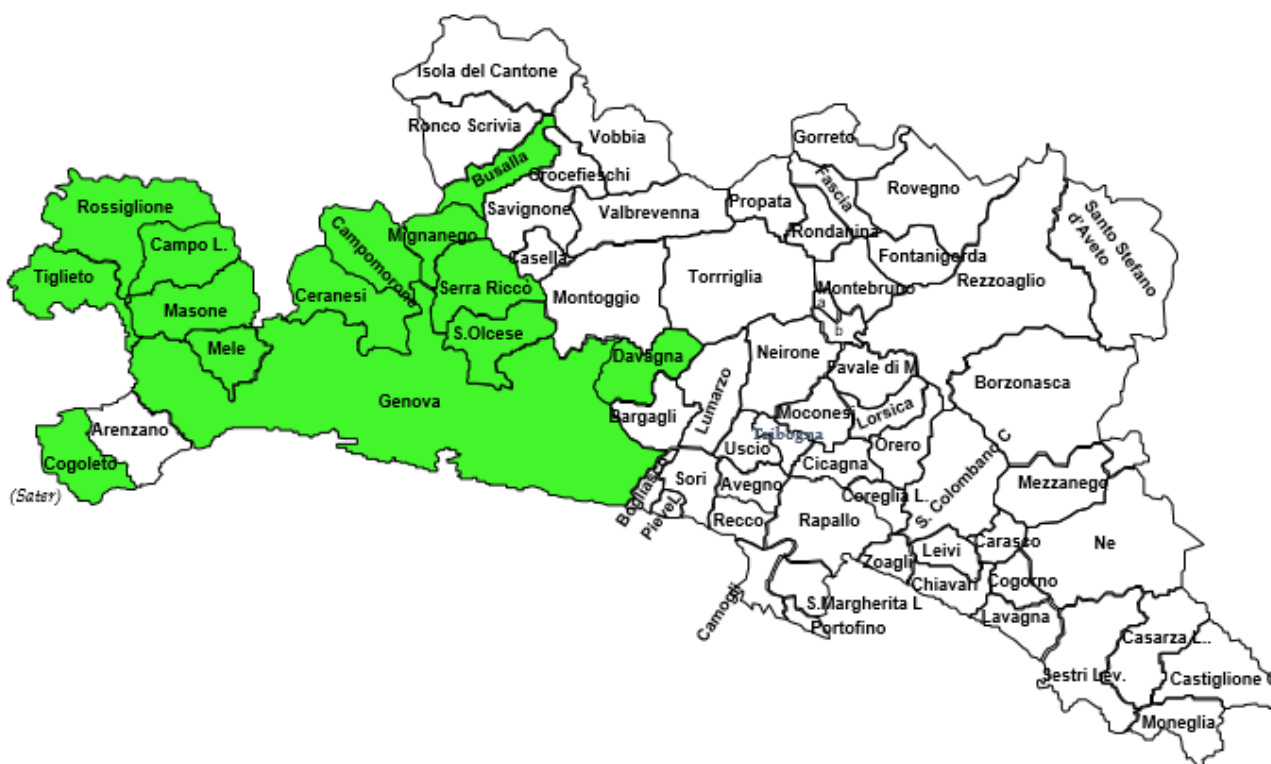 Isola del Cantone
Ronco Scrivia
Vobbia
Gorreto
Busalla
Crocefieschi
Fascia
Rovegno
Rossiglione
Savignone
Valbrevenna
Propata
Santo Stefano
d'Aveto
Campo L.
Campomorone
Mignanego
Rondanina
Tiglieto
Casella
Fontanigorda
Ceranesi
Serra Riccò
Montoggio
Torrriglia
Montebruno
Rezzoaglio
a
Masone
b
S.Olcese
Mele
Davagna
Neirone
Favale di M
Borzonasca
Genova
Lumarzo
Lorsica
Arenzano
Bargagli
Moconesi
Tribogna
Uscio
Orero
S. Colombano C
Cogoleto
Cicagna
(Sater)
Bogliasco
Sori
Avegno
Mezzanego
Coreglia L..
PieveL
Recco
Rapallo
Carasco
Ne
Leivi
Zoagli
Chiavari
Cogorno
Camogli
S.Margherita L
Lavagna
Portofino
Casarza L..
Sestri Lev.
Castiglione C
Moneglia